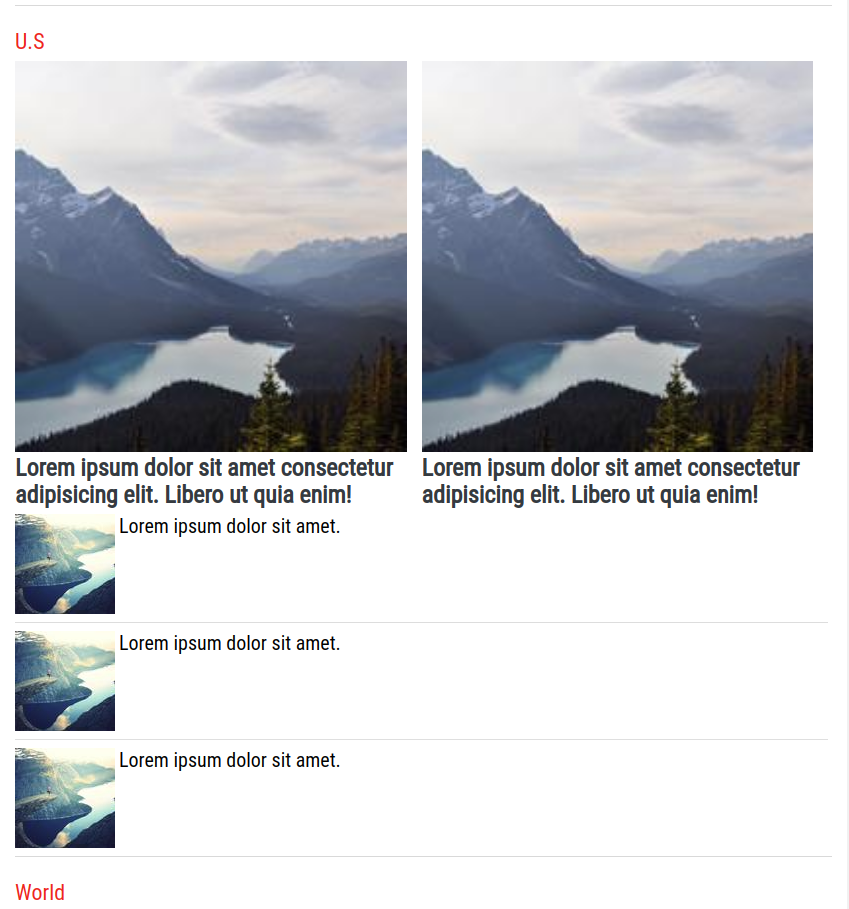 U.S
Lorem ipsum dolor sit amet consectetur
adipisicing elit. Libero ut quia enim!
Lorem ipsum dolor sit amet consectetur
adipisicing elit. Libero ut quia enim!
Lorem ipsum dolor sit amet.
Lorem ipsum dolor sit amet.
Lorem ipsum dolor sit amet.
World